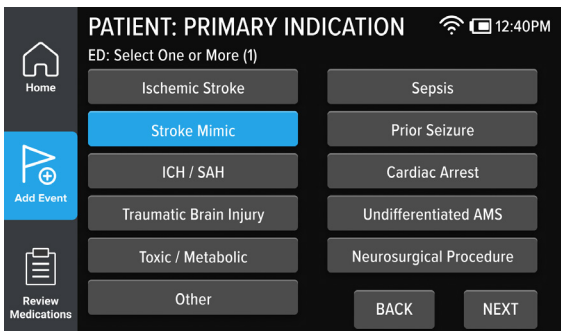 PATIENT: PRIMARY INDICATION
12:40PM
ED: Select One or More (1)
Home
Add Event
Review
Medications
Ischemic Stroke
Sepsis
Stroke Mimic
Prior Seizure
ICH / SAH
Cardiac Arrest
Traumatic Brain Injury
Undifferentiated AMS
Toxic / Metabolic
Neurosurgical Procedure
Other
BACK
NEXT